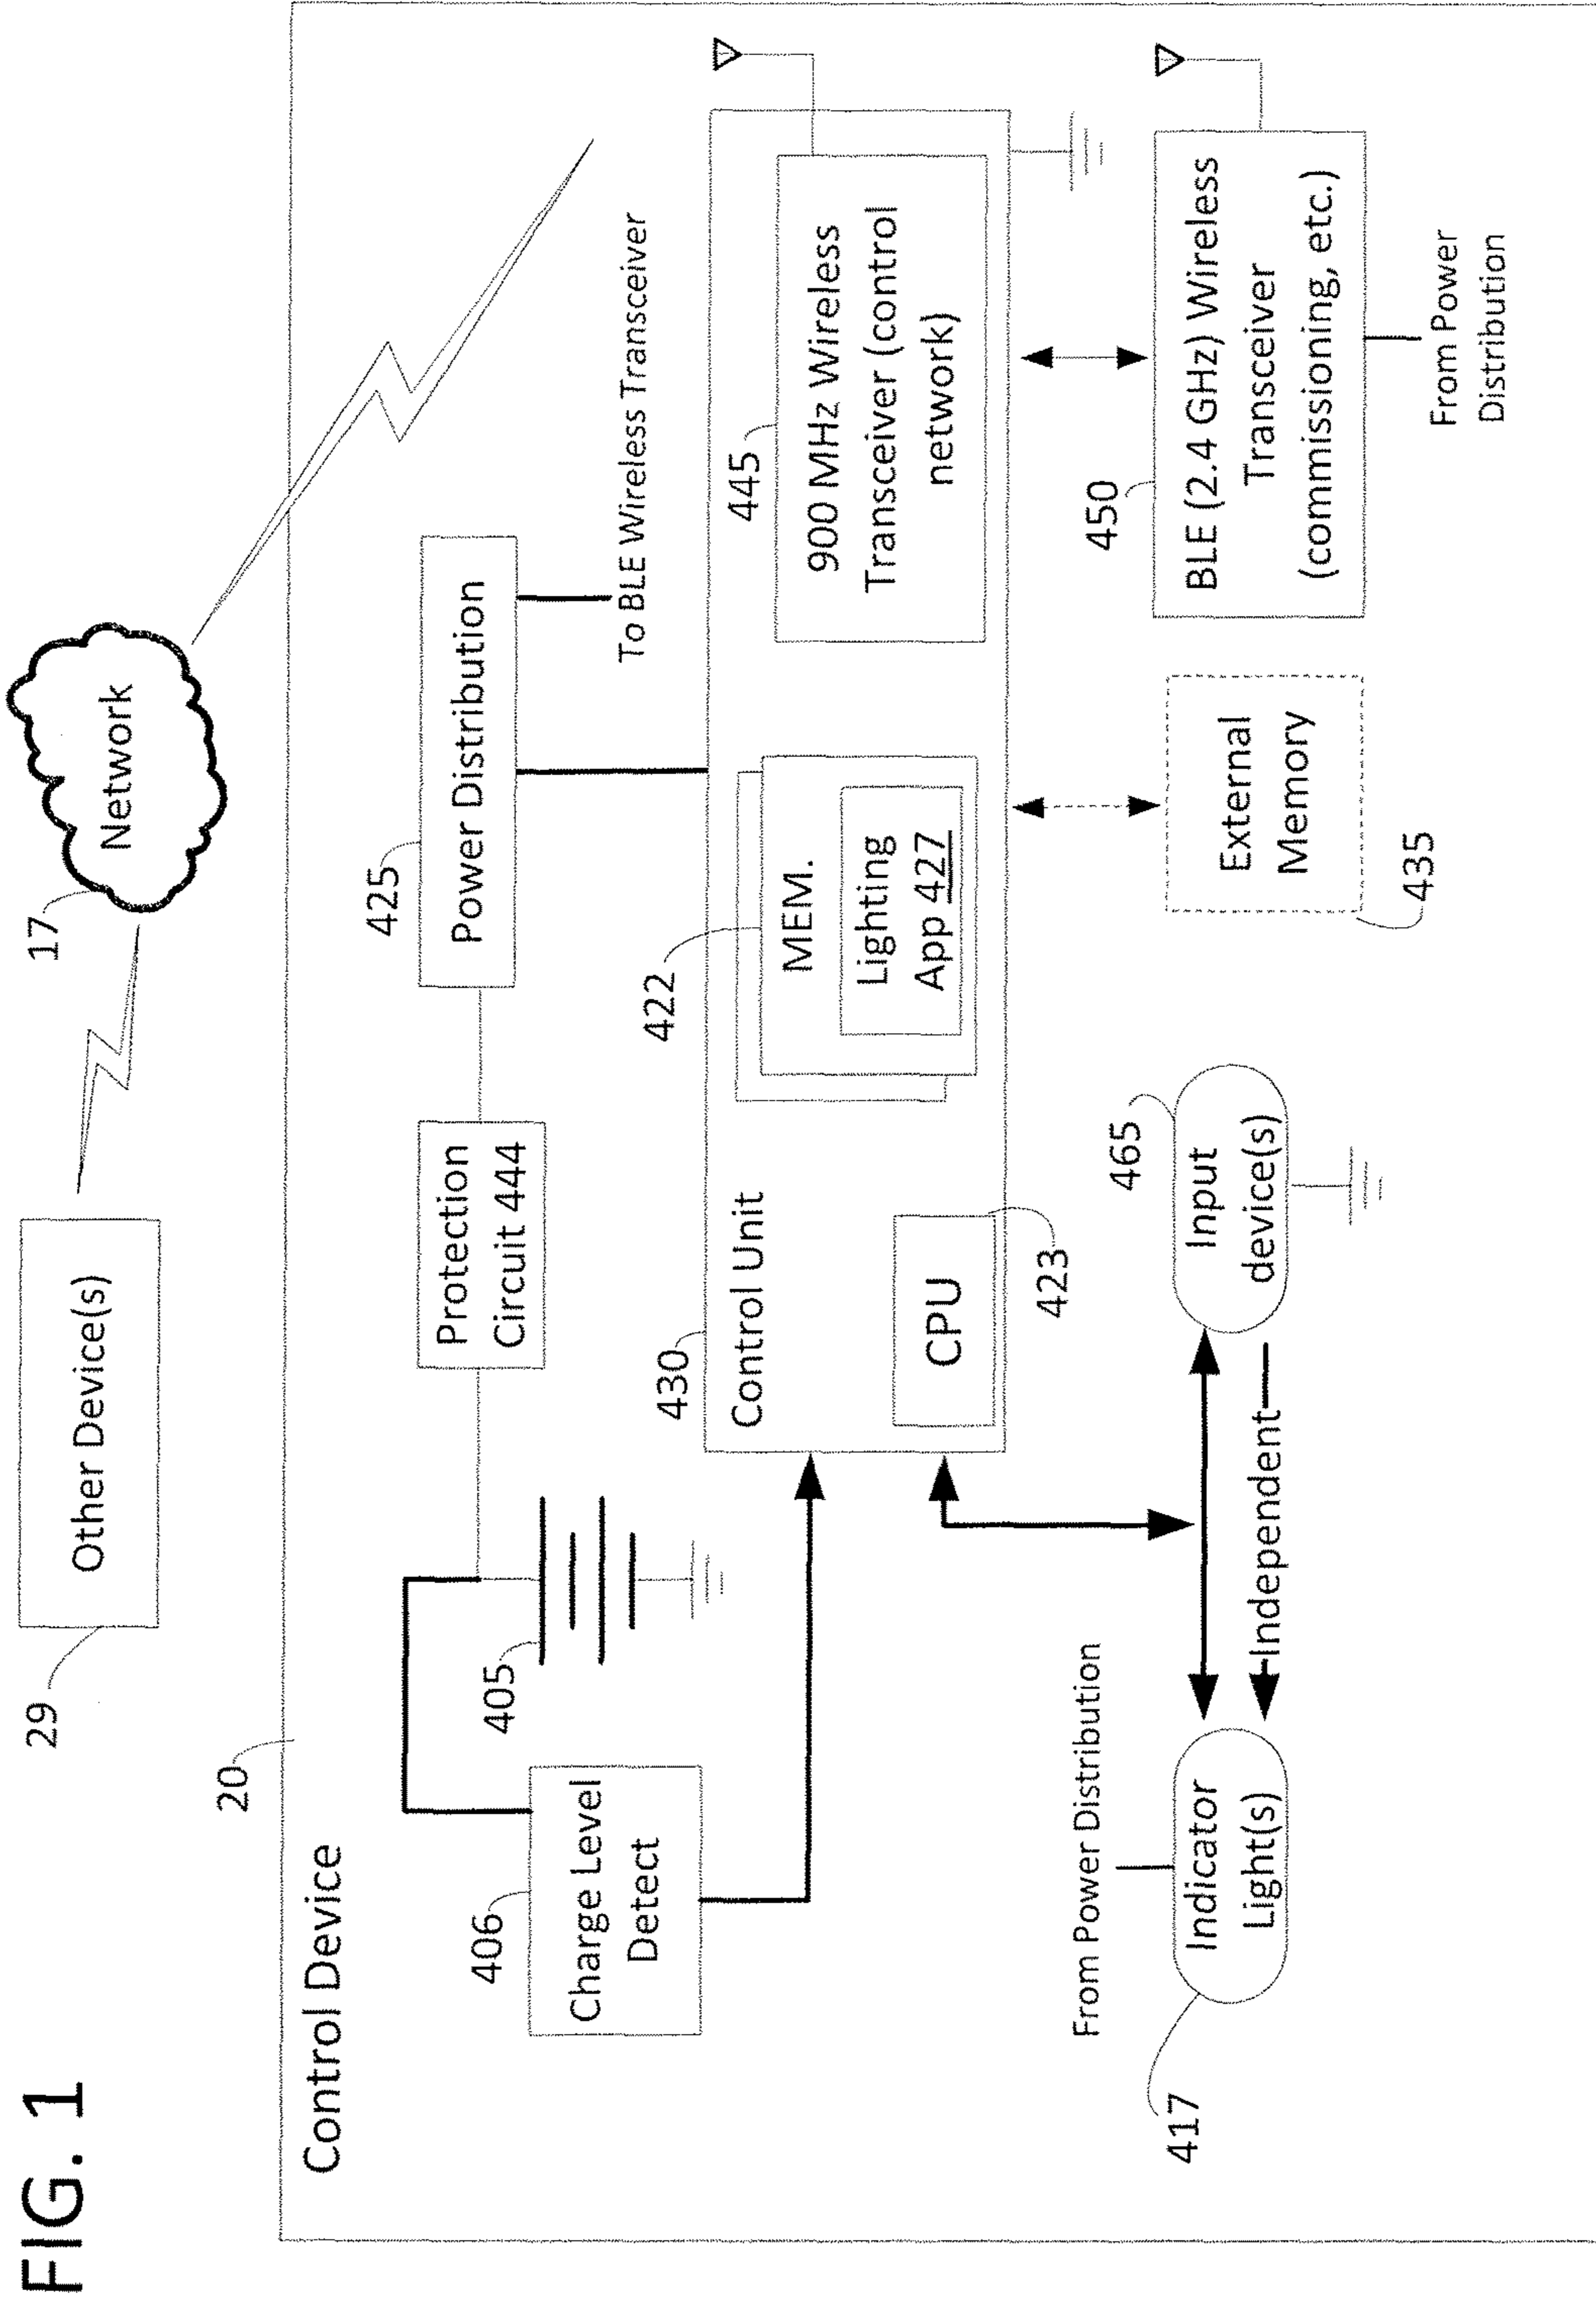 FIG. 1
29
Other Device(s)
17
Network
20
Control Device
425
Power Distribution
Protection
Circuit 444
To BLE Wireless Transceiver
405
406
Charge Level
Detect
430
Control Unit
422
MEM.
Lighting
App 427
CPU
423
445
900 MHz Wireless
Transceiver (control
network)
450
BLE (2.4 GHz) Wireless
Transceiver
(commissioning, etc.)
From Power
Distribution
External
Memory
435
465
Input
device(s)
Independent
From Power Distribution
Indicator
Light(s)
417